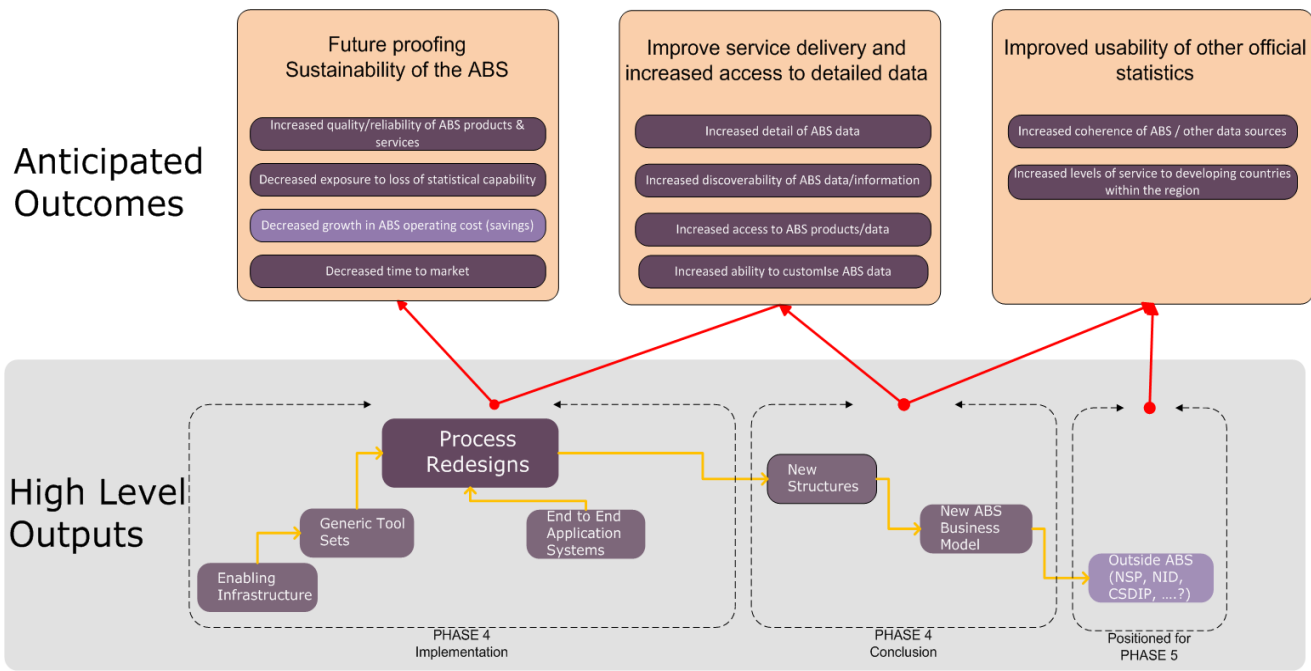 Future proofing
Sustainability of the ABS
Increased quality/reliability of ABS products &
services
Decreased exposure to loss of statistical capability
Decreased growth in ABS operating cost (savings)
Decreased time to market
Improve service delivery and
increased access to detailed data
Increased detail of ABS data
Increased discoverability of ABS data/information
Increased access to ABS products/data
Increased ability to customise ABS data
Improved usability of other official
statistics
Increased coherence of ABS / other data sources
Increased levels of service to developing countries
within the region
Anticipated
Outcomes
High Level
Outputs
Enabling
Infrastructure
Generic Tool
Sets
Process
Redesigns
End to End
Application
Systems
PHASE 4
Implementation
New
Structures
New ABS
Business
Model
PHASE 4
Conclusion
Outside ABS
(NSP, NID,
CSDIP, ....?)
Positioned for
PHASE 5